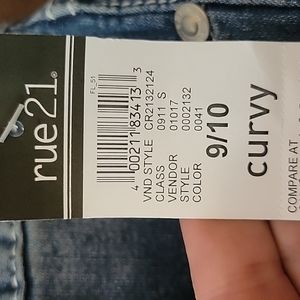 rue21®
FL_51
4 00211 83413 3
VND STYLE CR2132124
CLASS 0911 S
VENDOR 01017
STYLE 0002132
COLOR 0041
9/10
curvy
COMPARE AT